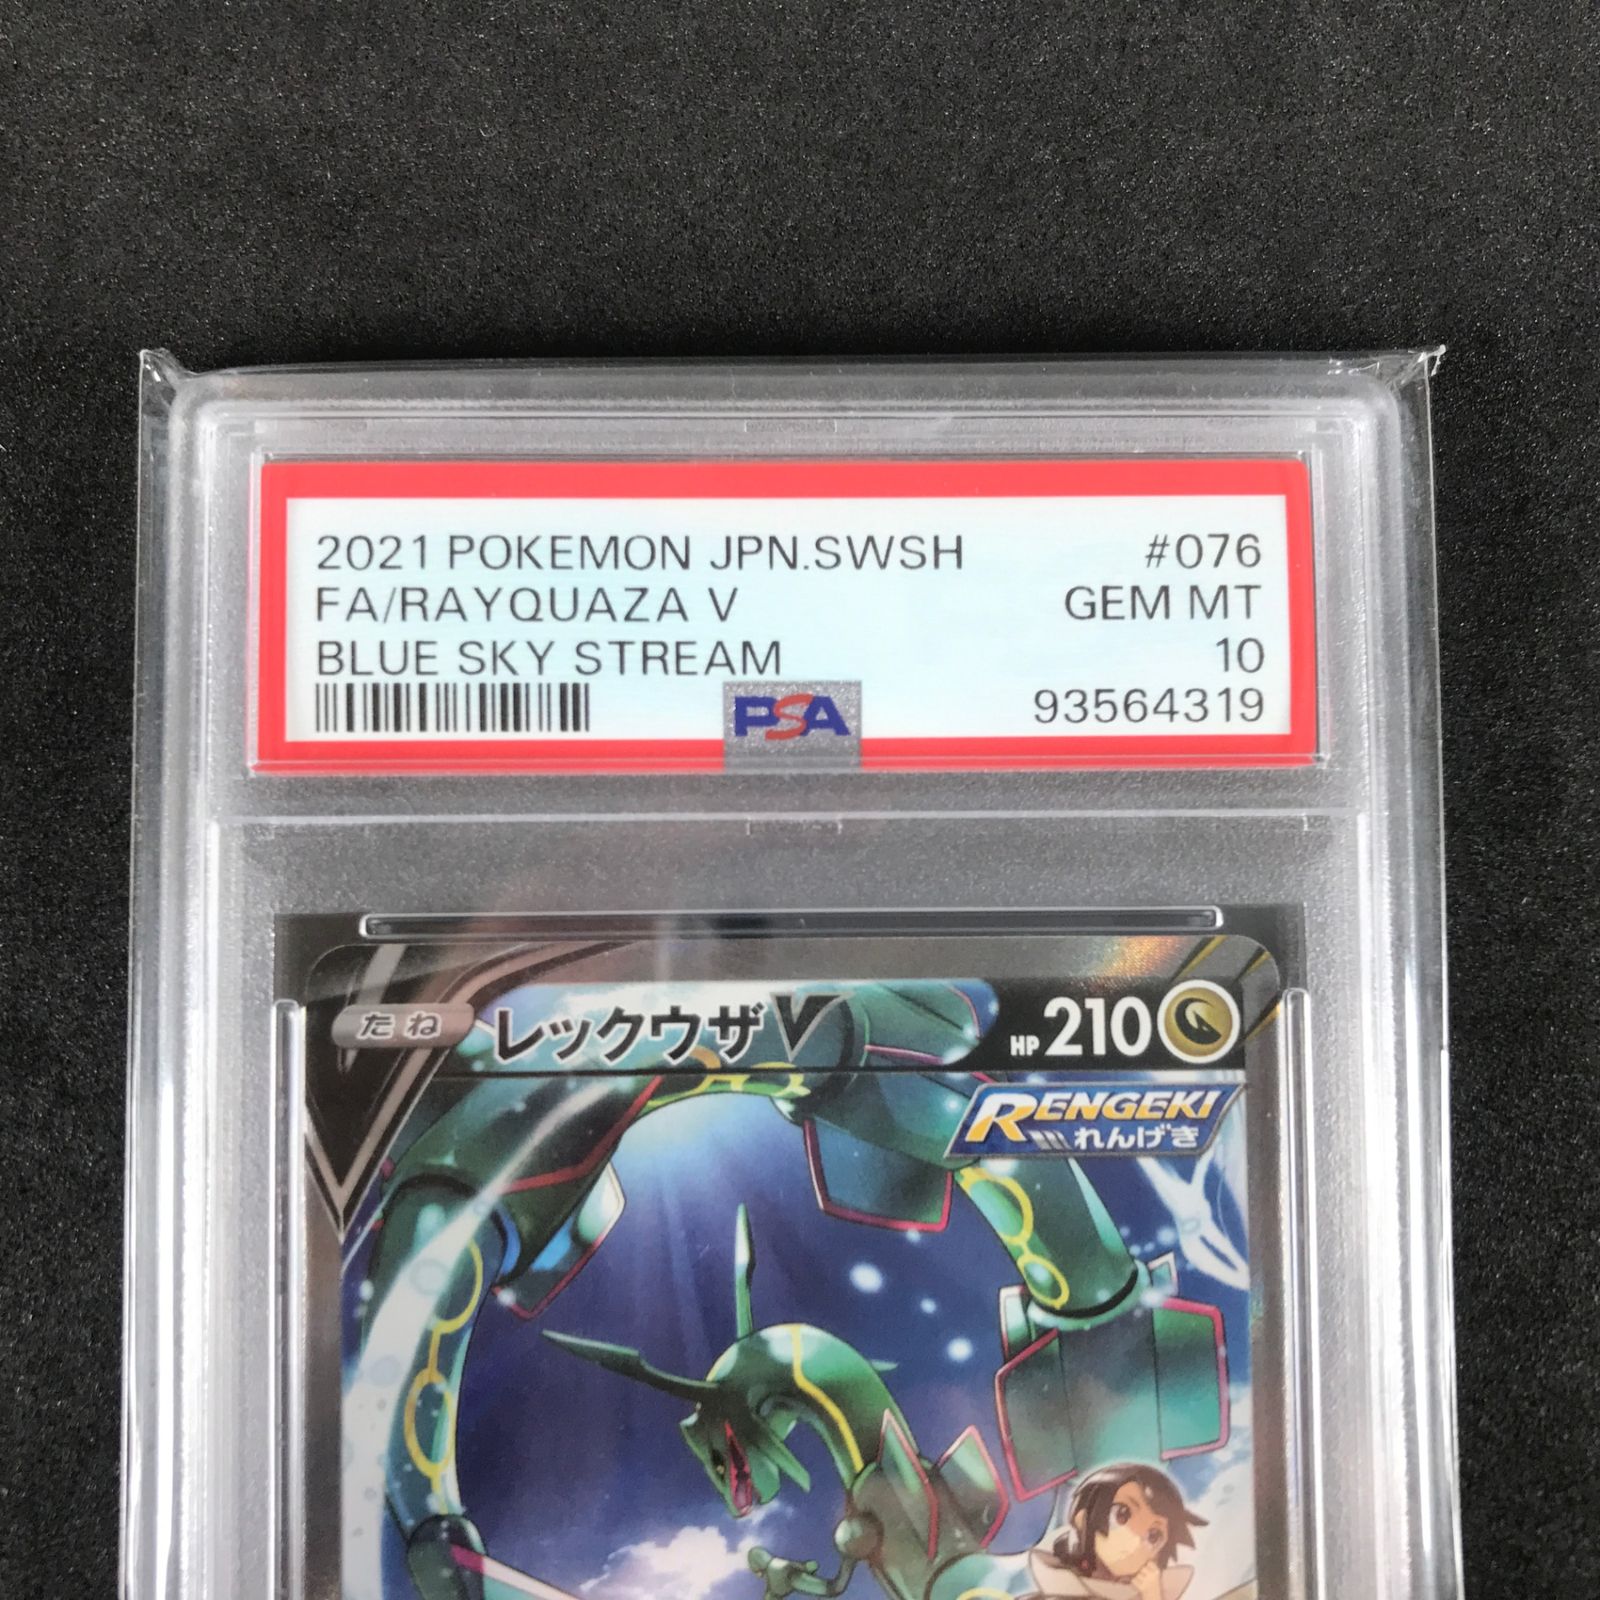 2021 POKEMON JPN.SWSH #076
FA/RAYQUAZA V GEM MT
BLUE SKY STREAM 10
PSA 93564319
たね レックウザV HP 210
RENGEKI
れんげき